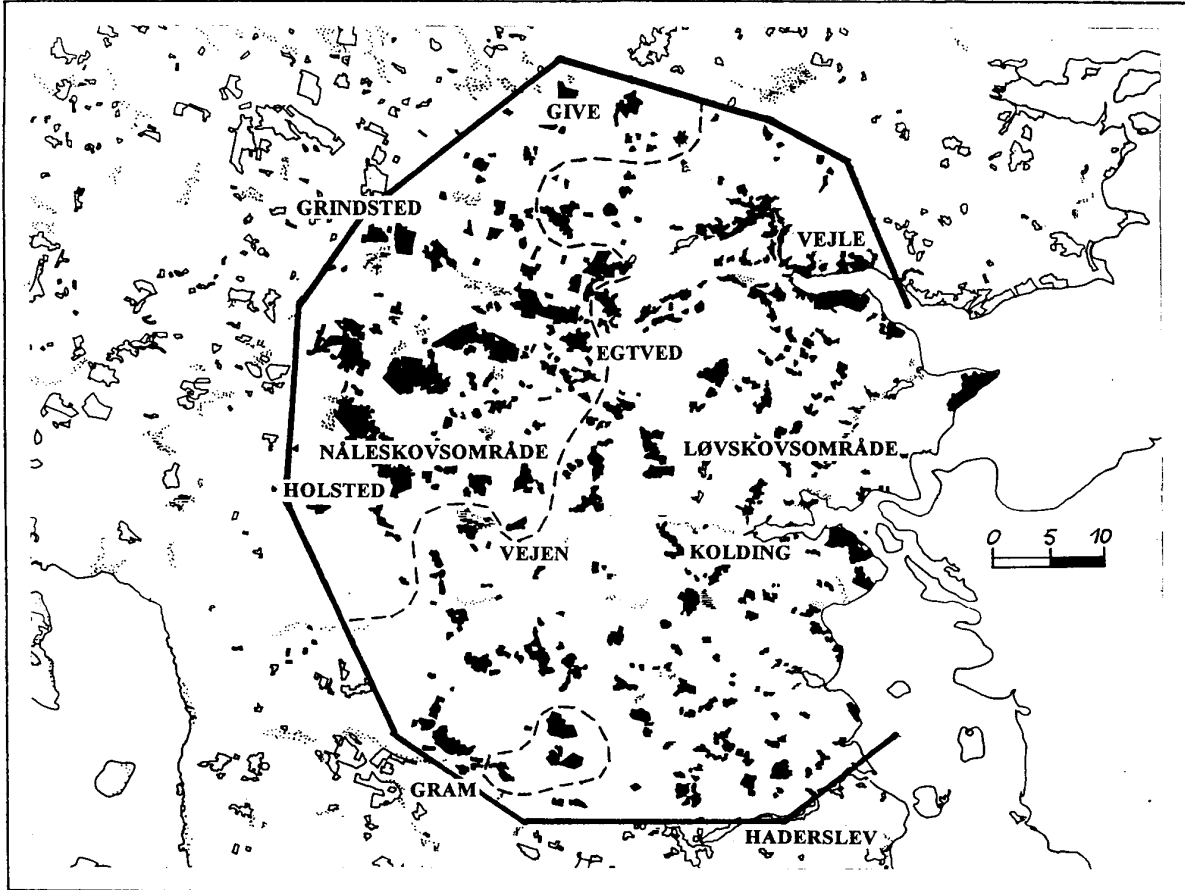 GIVE
GRINDSTED
VEJLE
EGTVED
NÅLESKOVSOMRÅDE
LØVSKOVSOMRÅDE
HOLSTED
VEJEN
KOLDING
0 5 10
GRAM
HADERSLEV